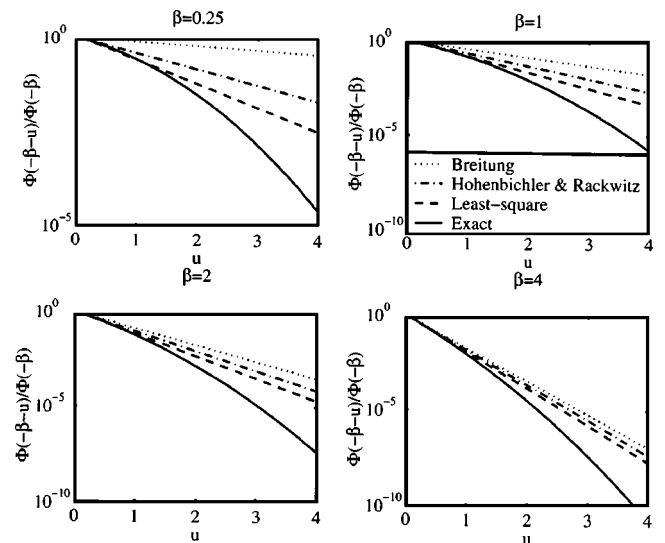 β=0.25
10⁰
10⁻⁵
Φ(-β-u)/Φ(-β)
0 1 2 3 4
u
β=1
10⁰
10⁻⁵
10⁻¹⁰
Φ(-β-u)/Φ(-β)
Breitung
Hohenbichler & Rackwitz
Least-square
Exact
0 1 2 3 4
u
β=2
10⁰
10⁻⁵
10⁻¹⁰
Φ(-β-u)/Φ(-β)
0 1 2 3 4
u
β=4
10⁰
10⁻⁵
10⁻¹⁰
Φ(-β-u)/Φ(-β)
0 1 2 3 4
u